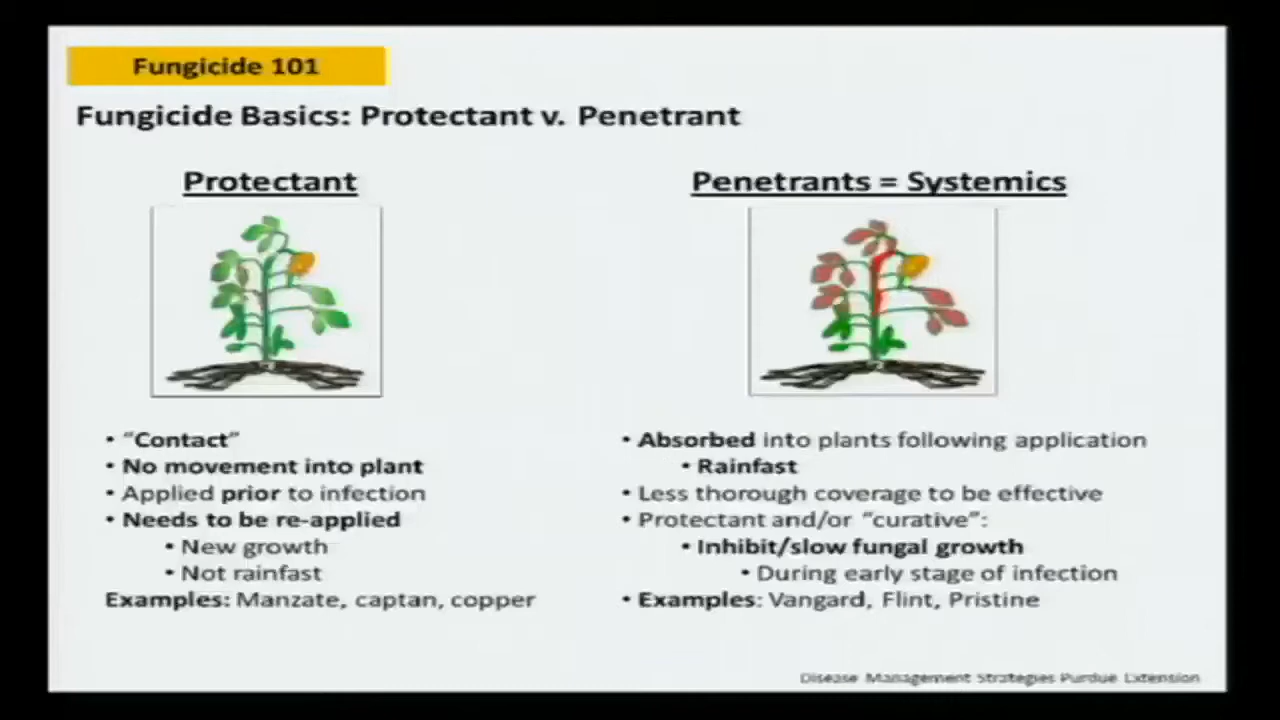 Fungicide 101
Fungicide Basics: Protectant v. Penetrant
Protectant
• “Contact”
• No movement into plant
• Applied prior to infection
• Needs to be re-applied
• New growth
• Not rainfast
Examples: Manzate, captan, copper
Penetrants = Systemics
• Absorbed into plants following application
• Rainfast
• Less thorough coverage to be effective
• Protectant and/or “curative”:
• Inhibit/slow fungal growth
• During early stage of infection
• Examples: Vangard, Flint, Pristine
Disease Management Strategies Purdue Extension